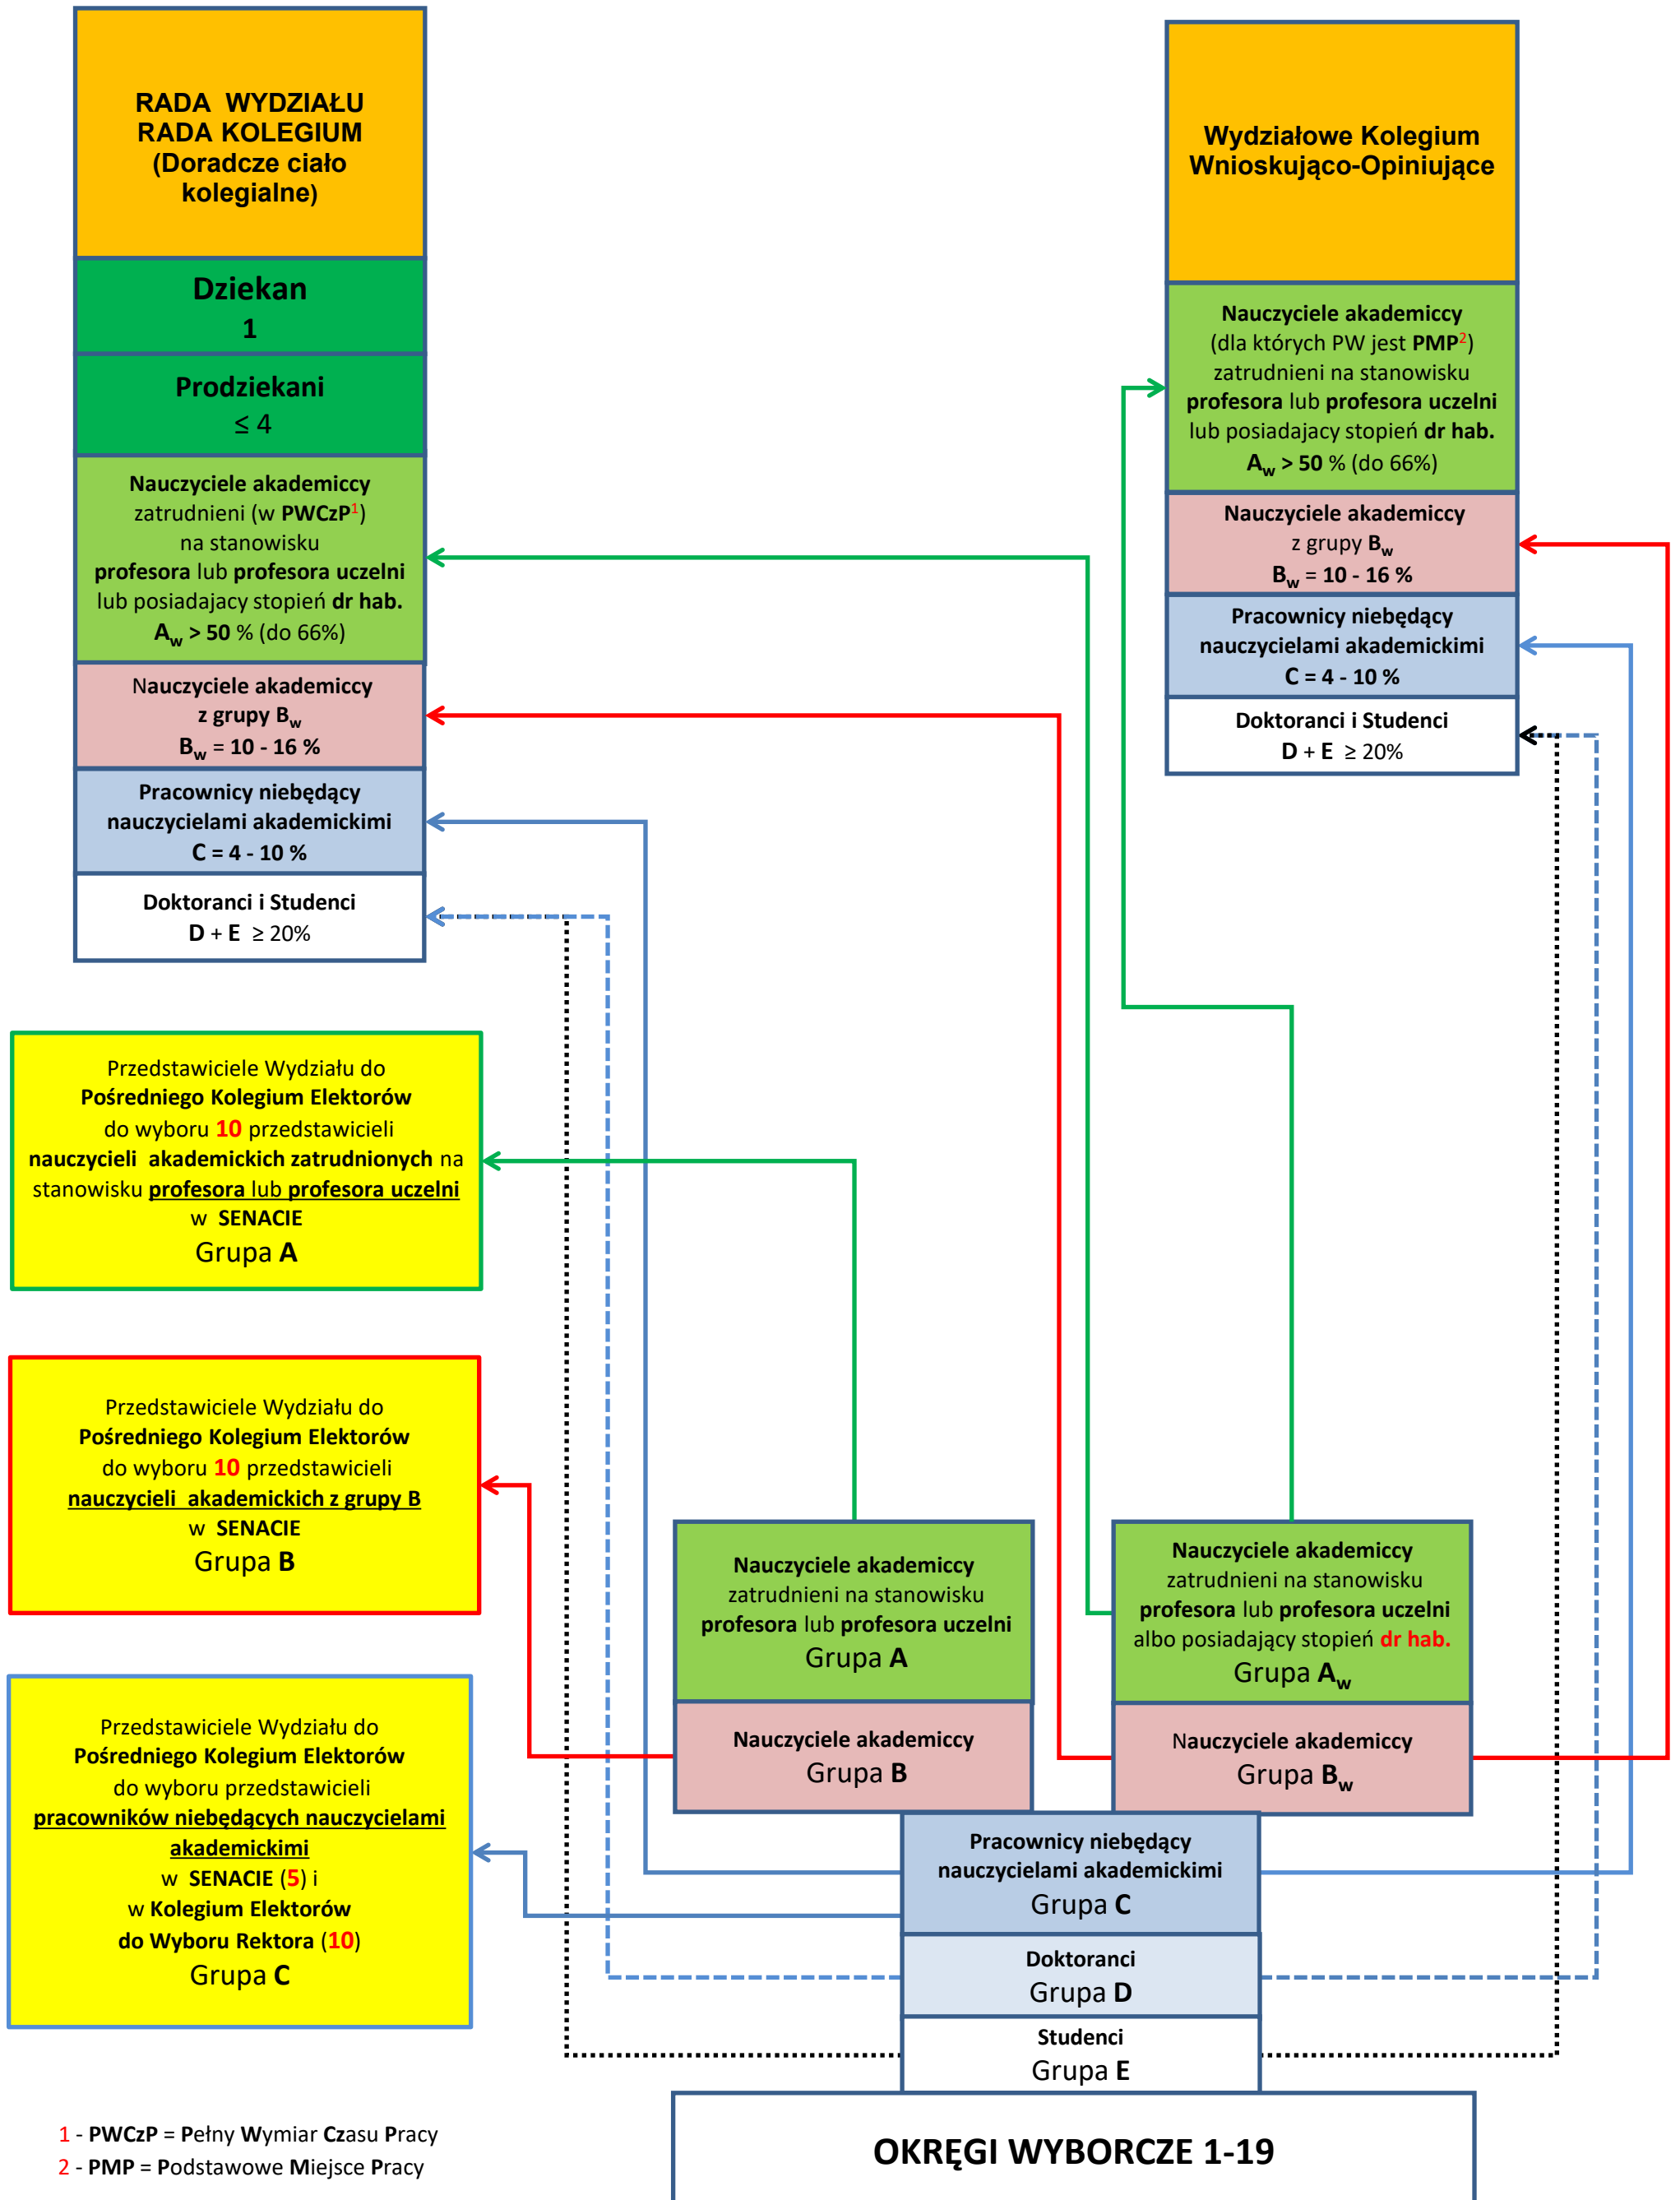 RADA WYDZIAŁU
RADA KOLEGIUM
(Doradcze ciało
kolegialne)
Dziekan
1
Prodziekani
≤ 4
Nauczyciele akademiccy
zatrudnieni (w PWCzP1)
na stanowisku
profesora lub profesora uczelni
lub posiadajacy stopień dr hab.
Aw > 50 % (do 66%)
Nauczyciele akademiccy
z grupy Bw
Bw = 10 - 16 %
Pracownicy niebędący
nauczycielami akademickimi
C = 4 - 10 %
Doktoranci i Studenci
D + E ≥ 20%
Wydziałowe Kolegium
Wnioskująco-Opiniujące
Nauczyciele akademiccy
(dla których PW jest PMP2)
zatrudnieni na stanowisku
profesora lub profesora uczelni
lub posiadajacy stopień dr hab.
Aw > 50 % (do 66%)
Nauczyciele akademiccy
z grupy Bw
Bw = 10 - 16 %
Pracownicy niebędący
nauczycielami akademickimi
C = 4 - 10 %
Doktoranci i Studenci
D + E ≥ 20%
Przedstawiciele Wydziału do
Pośredniego Kolegium Elektorów
do wyboru 10 przedstawicieli
nauczycieli akademickich zatrudnionych na
stanowisku profesora lub profesora uczelni
w SENACIE
Grupa A
Przedstawiciele Wydziału do
Pośredniego Kolegium Elektorów
do wyboru 10 przedstawicieli
nauczycieli akademickich z grupy B
w SENACIE
Grupa B
Przedstawiciele Wydziału do
Pośredniego Kolegium Elektorów
do wyboru przedstawicieli
pracowników niebędących nauczycielami
akademickimi
w SENACIE (5) i
w Kolegium Elektorów
do Wyboru Rektora (10)
Grupa C
Nauczyciele akademiccy
zatrudnieni na stanowisku
profesora lub profesora uczelni
Grupa A
Nauczyciele akademiccy
Grupa B
Nauczyciele akademiccy
zatrudnieni na stanowisku
profesora lub profesora uczelni
albo posiadający stopień dr hab.
Grupa Aw
Nauczyciele akademiccy
Grupa Bw
Pracownicy niebędący
nauczycielami akademickimi
Grupa C
Doktoranci
Grupa D
Studenci
Grupa E
OKRĘGI WYBORCZE 1-19
1 - PWCzP = Pełny Wymiar Czasu Pracy
2 - PMP = Podstawowe Miejsce Pracy